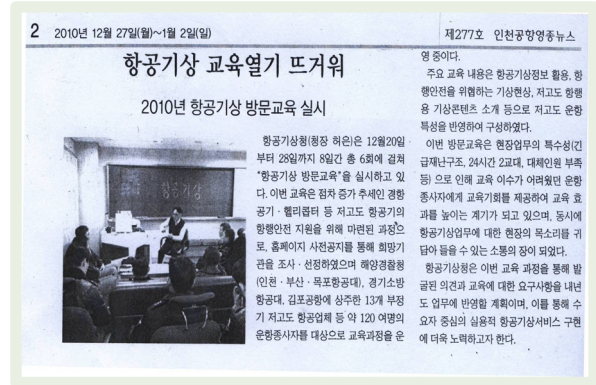 2 2010년 12월 27일(월)~1월 2일(일)
제277호 인천공항영종뉴스
항공기상 교육열기 뜨거워
2010년 항공기상 방문교육 실시
항공기상
항공기상청(청장 허은)은 12월20일
부터 28일까지 8일간 총 6회에 걸쳐
“항공기상 방문교육”을 실시하고 있
다. 이번 교육은 점차 증가 추세인 경항
공기·헬리콥터 등 저고도 항공기의
항행안전 지원을 위해 마련된 과정으
로, 홈페이지 사전공지를 통해 희망기
관을 조사·선정하였으며 해양경찰청
(인천·부산·목포항공대), 경기소방
항공대, 김포공항에 상주한 13개 부정
기 저고도 항공업체 등 약 120 여명의
운항종사자를 대상으로 교육과정을 운
영 중이다.
주요 교육 내용은 항공기상정보 활용, 항
행안전을 위협하는 기상현상, 저고도 항행
용 기상콘텐츠 소개 등으로 저고도 운항
특성을 반영하여 구성하였다.
이번 방문교육은 현장업무의 특수성(긴
급재난구조, 24시간 2교대, 대체인원 부족
등) 으로 인해 교육 이수가 어려웠던 운항
종사자에게 교육기회를 제공하여 교육 효
과를 높이는 계기가 되고 있으며, 동시에
항공기상업무에 대한 현장의 목소리를 귀
담아 들을 수 있는 소통의 장이 되었다.
항공기상청은 이번 교육 과정을 통해 발
굴된 의견과 교육에 대한 요구사항을 내년
도 업무에 반영할 계획이며, 이를 통해 수
요자 중심의 실용적 항공기상서비스 구현
에 더욱 노력하고자 한다.